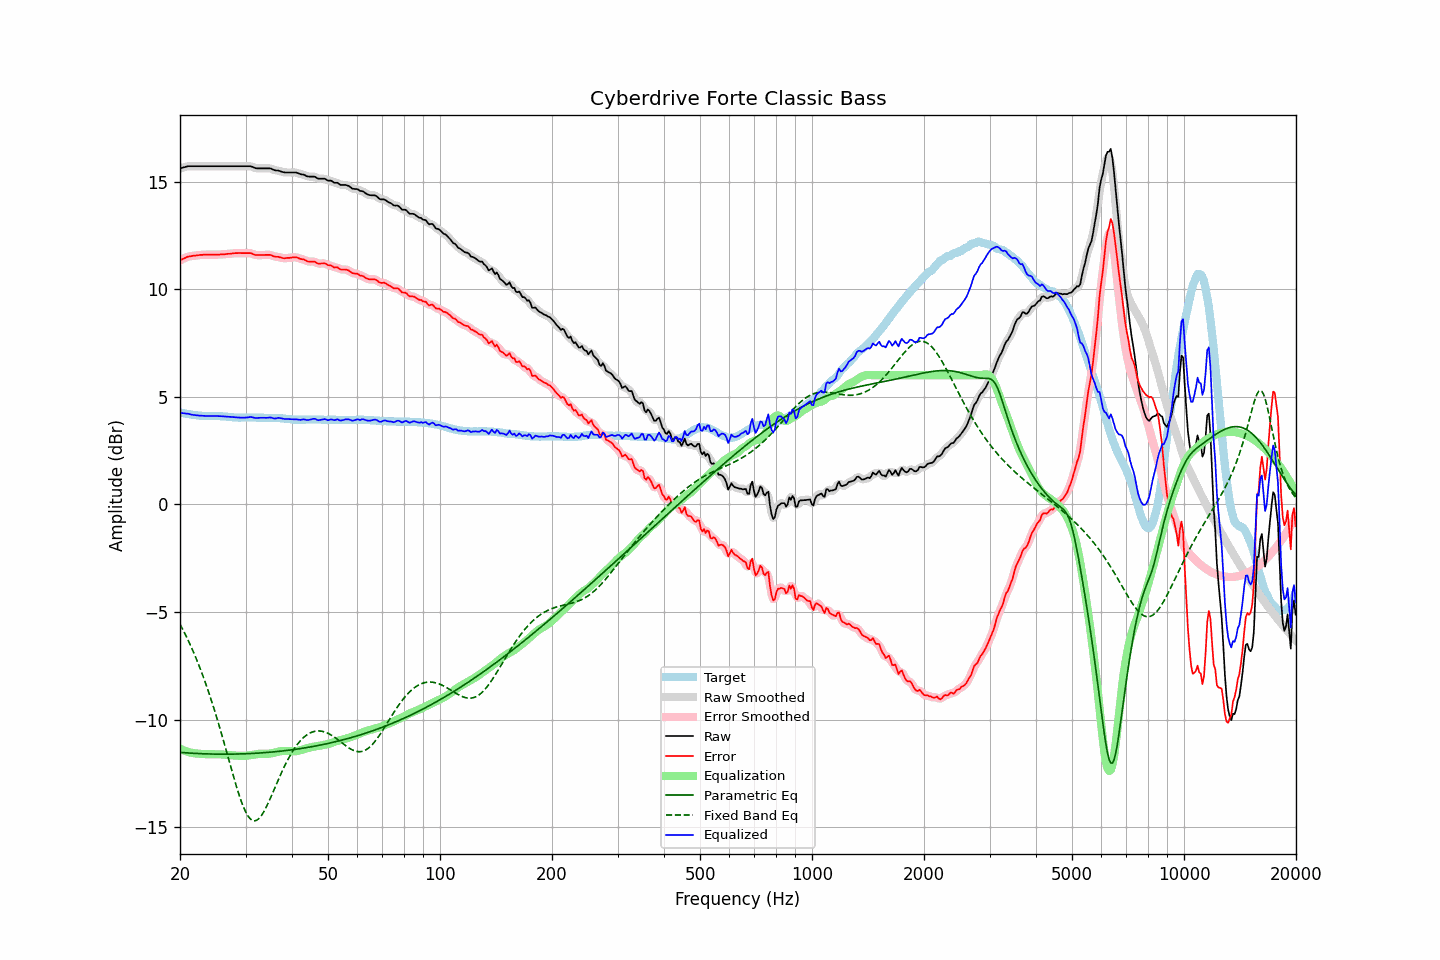 Cyberdrive Forte Classic Bass
Amplitude (dBr)
15
10
5
0
−5
−10
−15
20
50
100
200
500
1000
2000
5000
10000
20000
Frequency (Hz)
Target
Raw Smoothed
Error Smoothed
Raw
Error
Equalization
Parametric Eq
Fixed Band Eq
Equalized